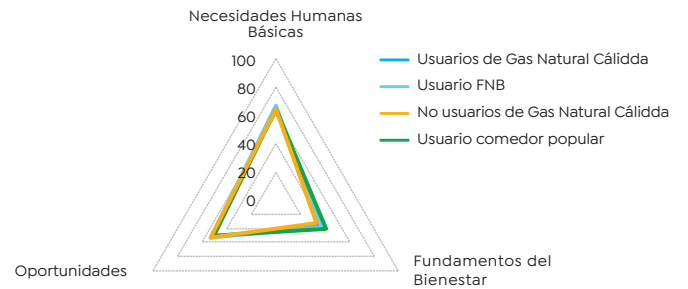 Necesidades Humanas
Básicas
100
80
60
40
20
0
Usuarios de Gas Natural Cálidda
Usuario FNB
No usuarios de Gas Natural Cálidda
Usuario comedor popular
Oportunidades
Fundamentos del
Bienestar